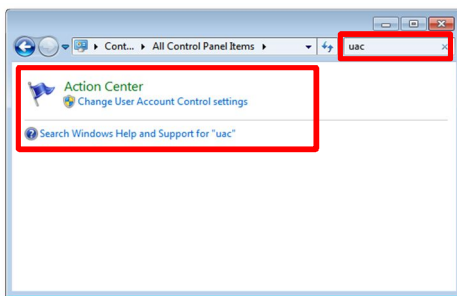 Cont... All Control Panel Items uac
Action Center
Change User Account Control settings
Search Windows Help and Support for "uac"